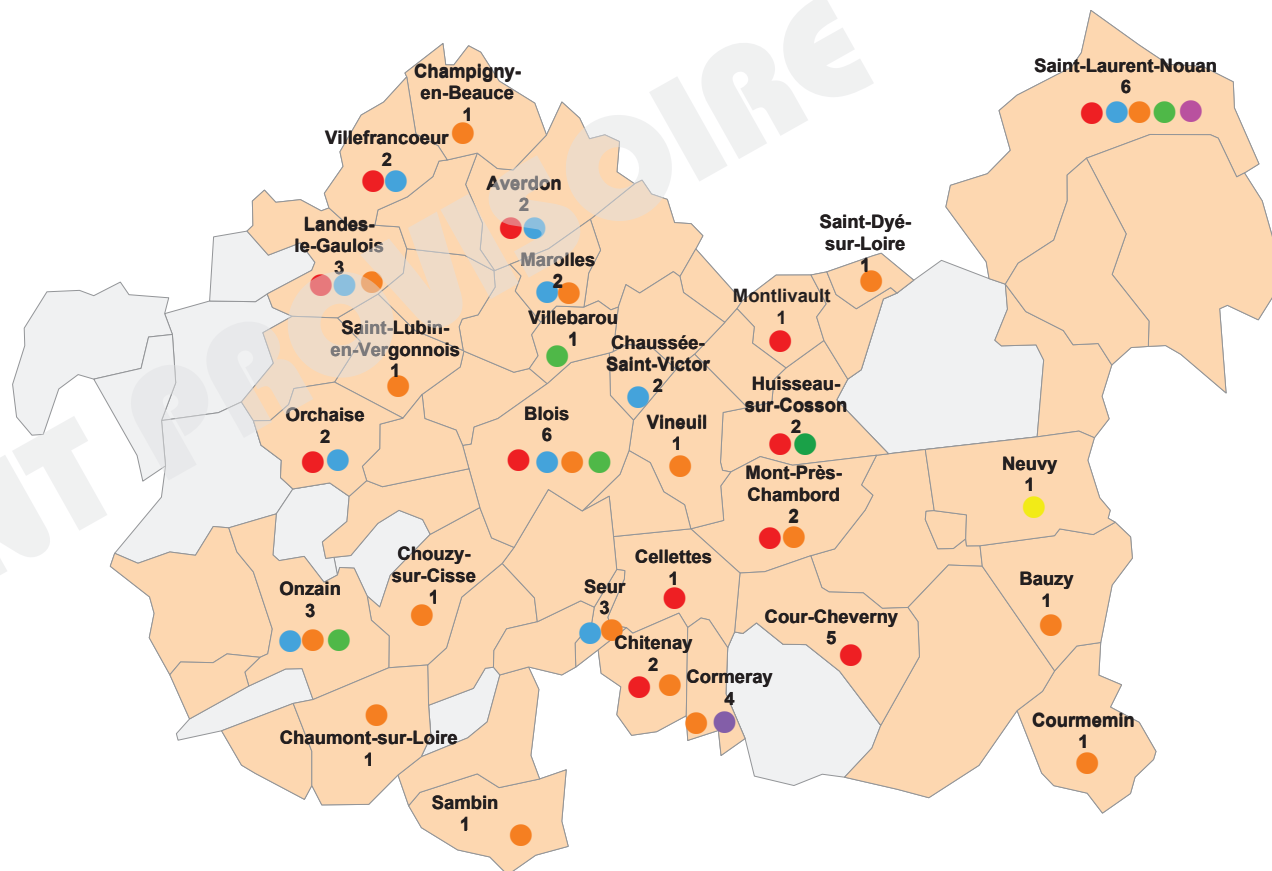 Champigny-
en-Beauce
1
Villefrancoeur
2
Averdon
2
Landes-
le-Gaulois
3
Marolles
2
Saint-Lubin-
en-Vergonnois
1
Villebarou
1
Chaussée-
Saint-Victor
2
Saint-Laurent-Nouan
6
Saint-Dyé-
sur-Loire
1
Montlivault
1
Huisseau-
sur-Cosson
2
Orchaise
2
Blois
6
Vineuil
1
Mont-Près-
Chambord
2
Neuvy
1
Chouzy-
sur-Cisse
1
Cellettes
1
Onzain
3
Seur
3
Bauzy
1
Cour-Cheverny
5
Chitenay
2
Cormeray
4
Chaumont-sur-Loire
1
Courmemin
1
Sambin
1
NT PROVISOIRE